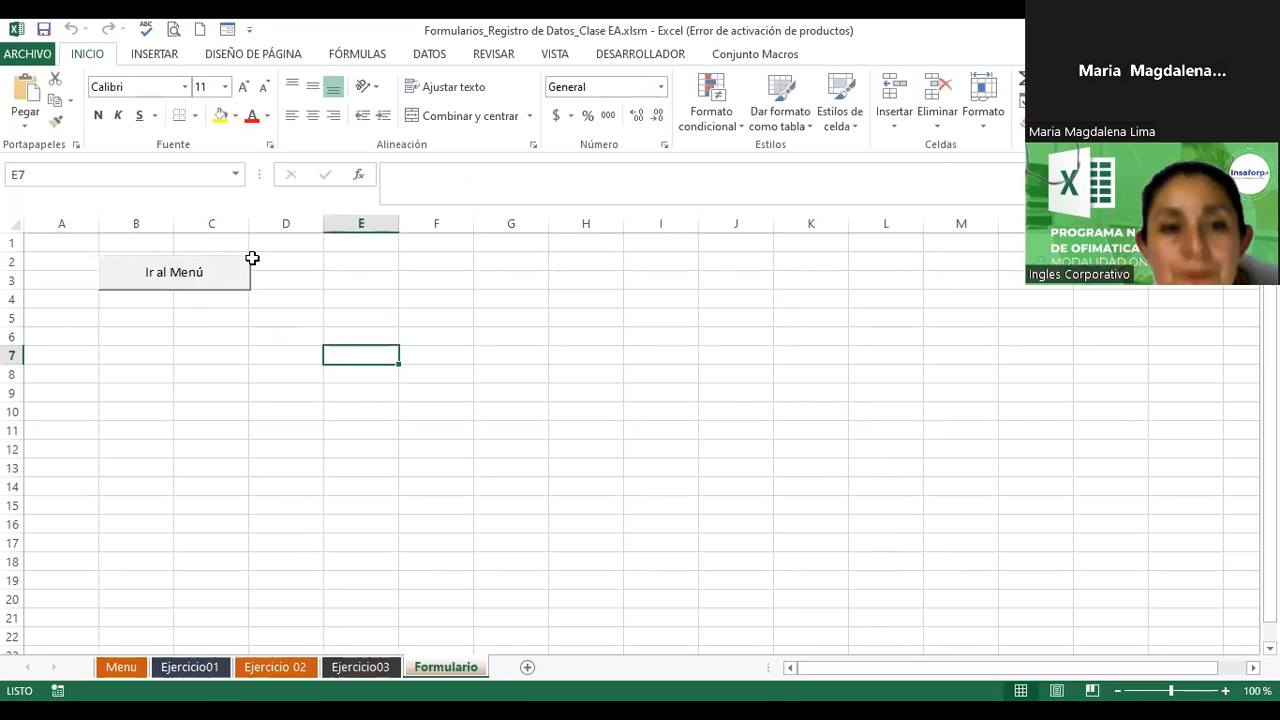 Formularios_Registro de Datos_Clase EA.xlsm - Excel (Error de activación de productos)
ARCHIVO INICIO INSERTAR DISEÑO DE PÁGINA FÓRMULAS DATOS REVISAR VISTA DESARROLLADOR Conjunto Macros
Maria Magdalena...
Calibri 11 Ajustar texto General
Pegar N K S Combinar y centrar $ % 000
Formato condicional Dar formato como tabla Estilos de celda Insertar Eliminar Formato
Portapapeles Fuente Alineación Número Estilos Celdas
Maria Magdalena Lima
Insaforp
PROGRAMA N
DE OFIMATICA
MODALIDAD ON
Ingles Corporativo
E7 fx
A B C D E F G H I J K L M
1
2
Ir al Menú
3
4
5
6
7
8
9
10
11
12
13
14
15
16
17
18
19
20
21
22
Menu Ejercicio01 Ejercicio 02 Ejercicio03 Formulario
LISTO 100 %